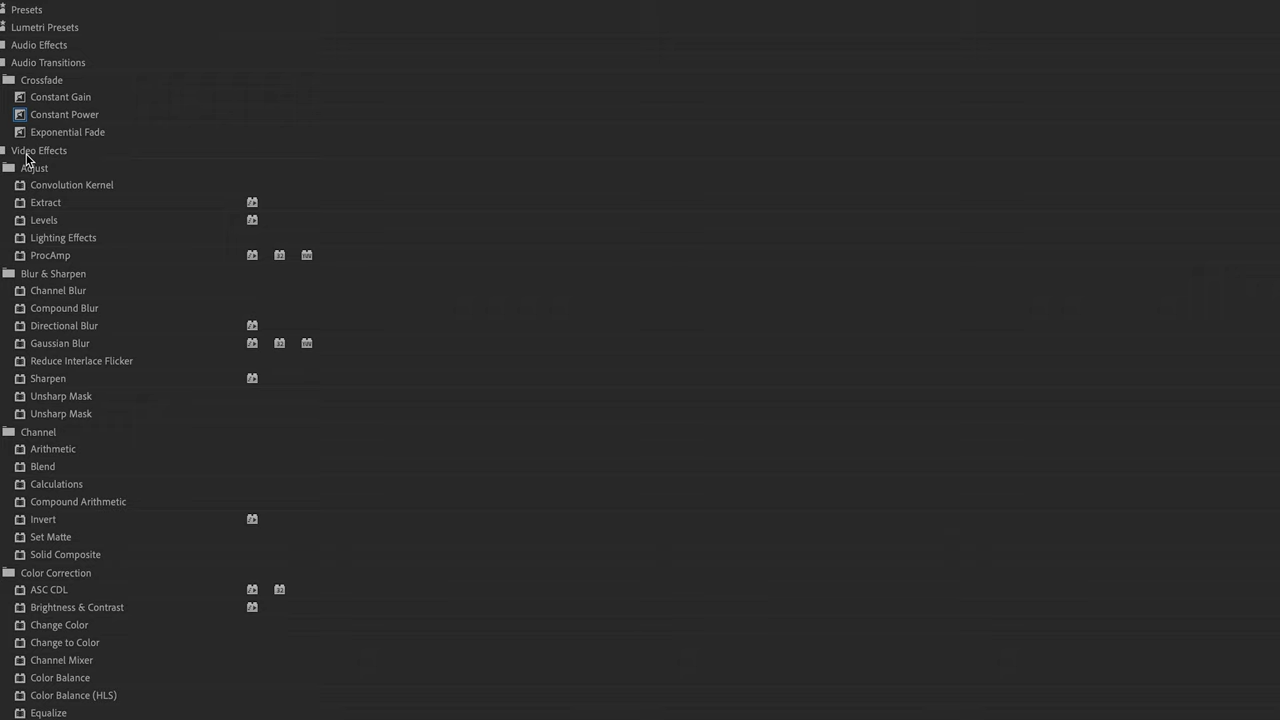 Presets
Lumetri Presets
Audio Effects
Audio Transitions
Crossfade
Constant Gain
Constant Power
Exponential Fade
Video Effects
Adjust
Convolution Kernel
Extract
Levels
Lighting Effects
ProcAmp
Blur & Sharpen
Channel Blur
Compound Blur
Directional Blur
Gaussian Blur
Reduce Interlace Flicker
Sharpen
Unsharp Mask
Unsharp Mask
Channel
Arithmetic
Blend
Calculations
Compound Arithmetic
Invert
Set Matte
Solid Composite
Color Correction
ASC CDL
Brightness & Contrast
Change Color
Change to Color
Channel Mixer
Color Balance
Color Balance (HLS)
Equalize